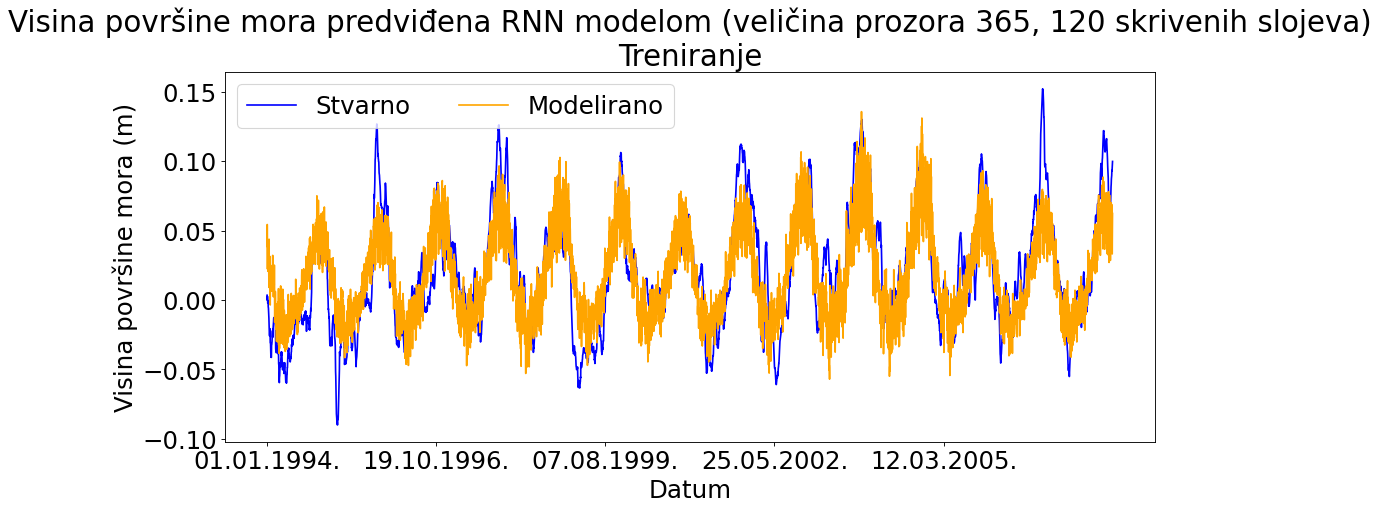 Visina površine mora predviđena RNN modelom (veličina prozora 365, 120 skrivenih slojeva)
Treniranje
Stvarno
Modelirano
Visina površine mora (m)
0.15
0.10
0.05
0.00
−0.05
−0.10
01.01.1994.
19.10.1996.
07.08.1999.
25.05.2002.
12.03.2005.
Datum